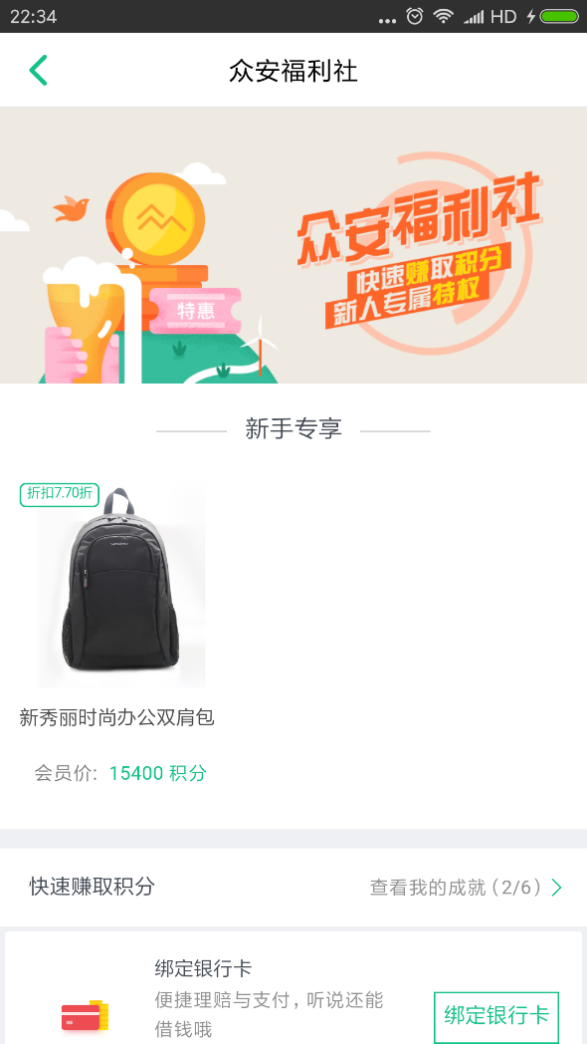 22:34
HD
众安福利社
众安福利社
快速赚取积分
新人专属特权
特惠
新手专享
折扣7.70折
新秀丽时尚办公双肩包
会员价: 15400 积分
快速赚取积分
查看我的成就（2/6）
绑定银行卡
便捷理赔与支付，听说还能
借钱哦
绑定银行卡